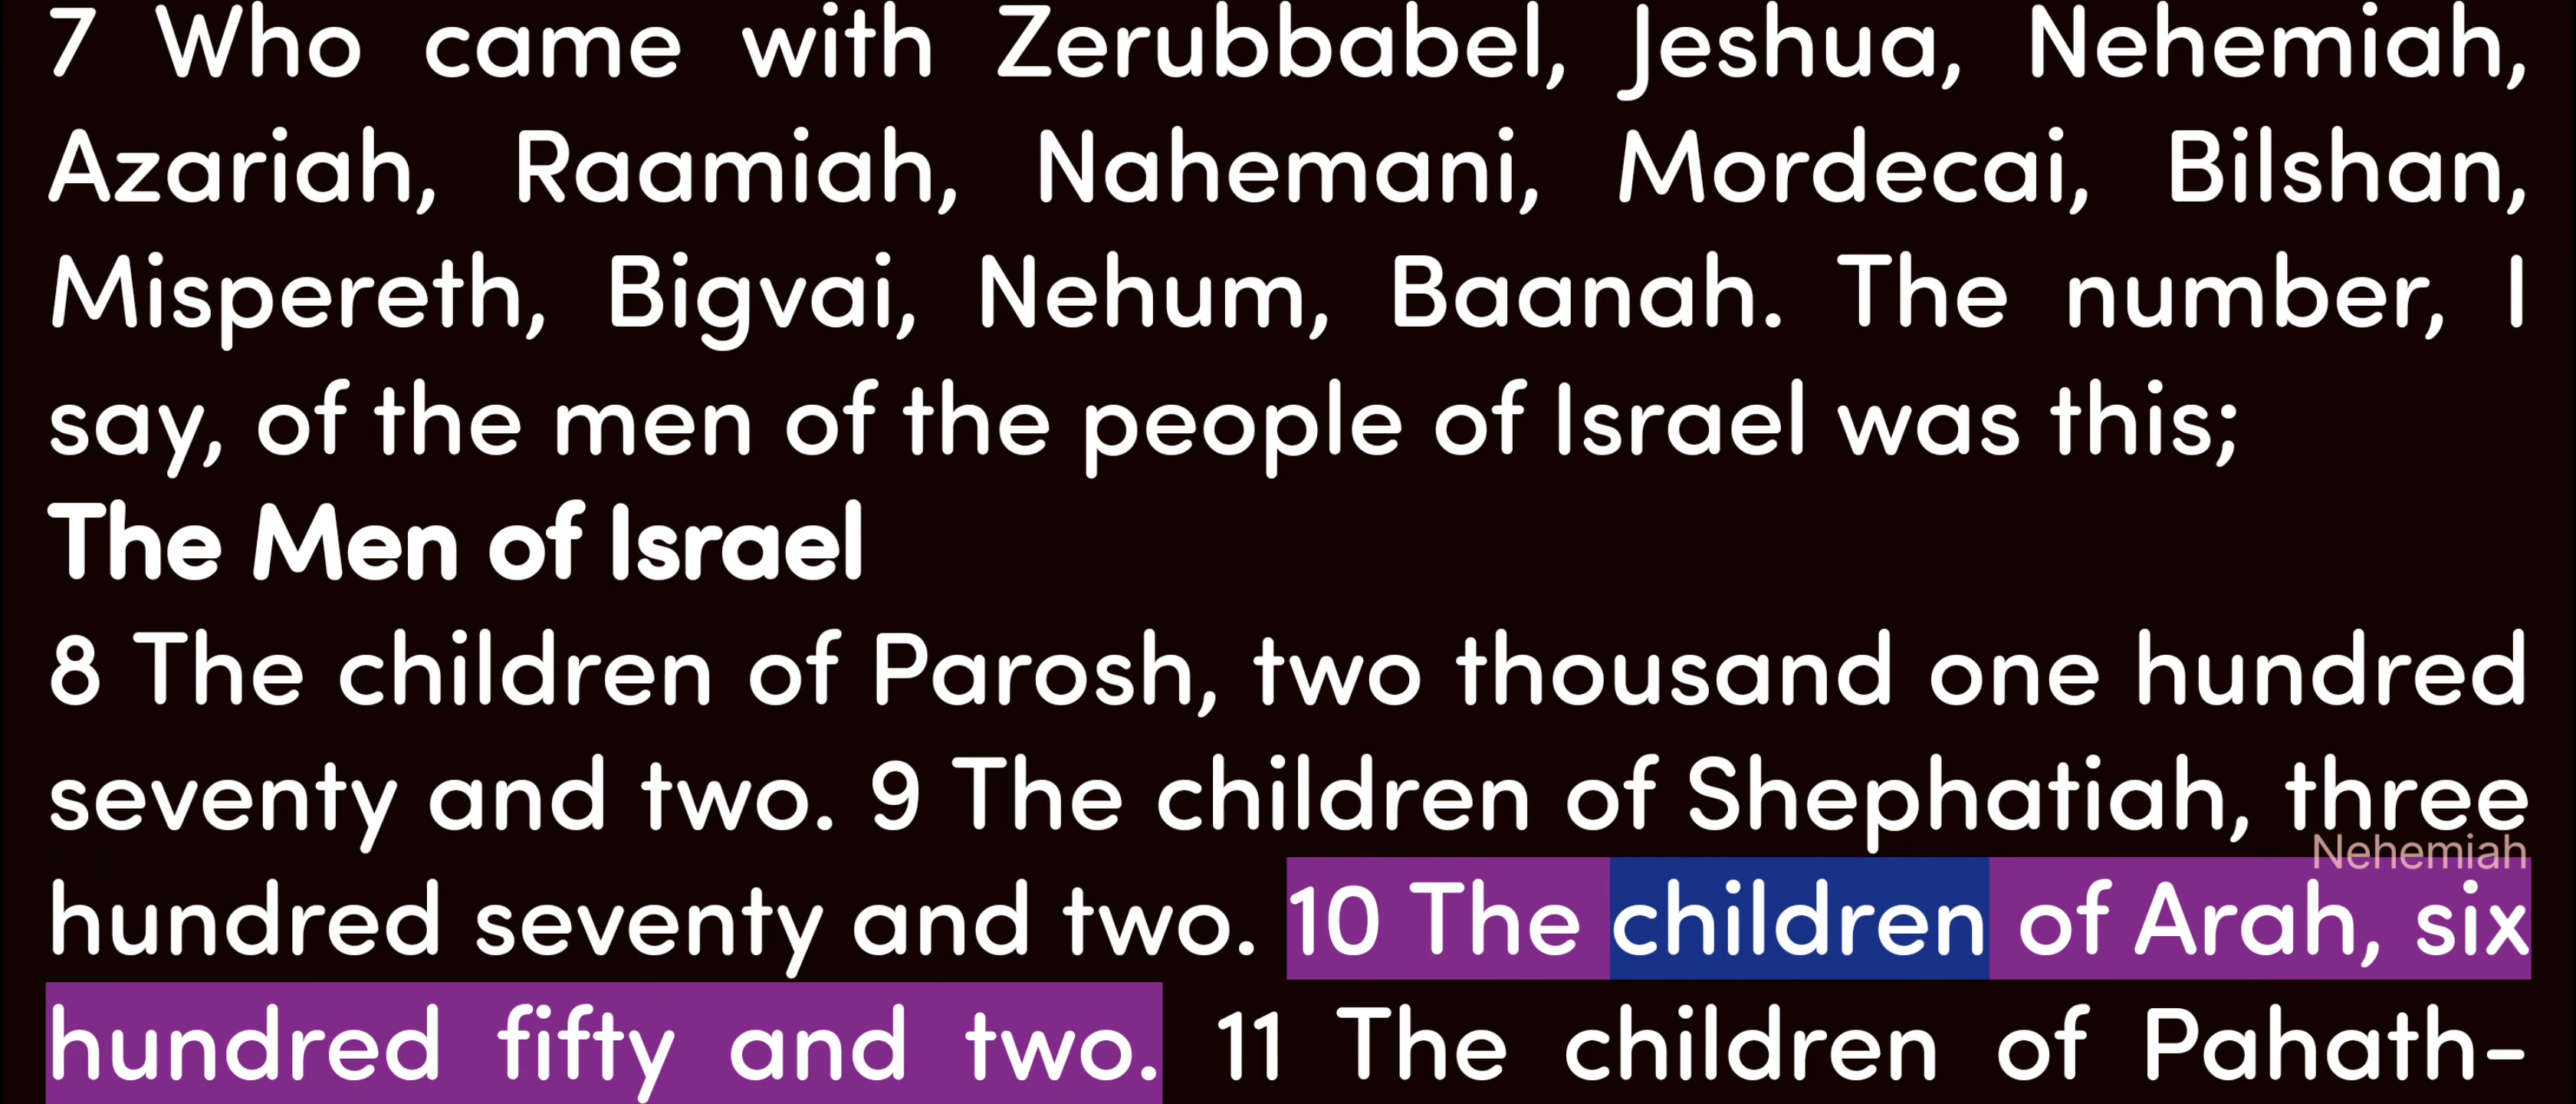 7 Who came with Zerubbabel, Jeshua, Nehemiah,
Azariah, Raamiah, Nahemani, Mordecai, Bilshan,
Mispereth, Bigvai, Nehum, Baanah. The number, I
say, of the men of the people of Israel was this;
The Men of Israel
8 The children of Parosh, two thousand one hundred
seventy and two. 9 The children of Shephatiah, three
Nehemiah
hundred seventy and two. 10 The children of Arah, six
hundred fifty and two. 11 The children of Pahath-